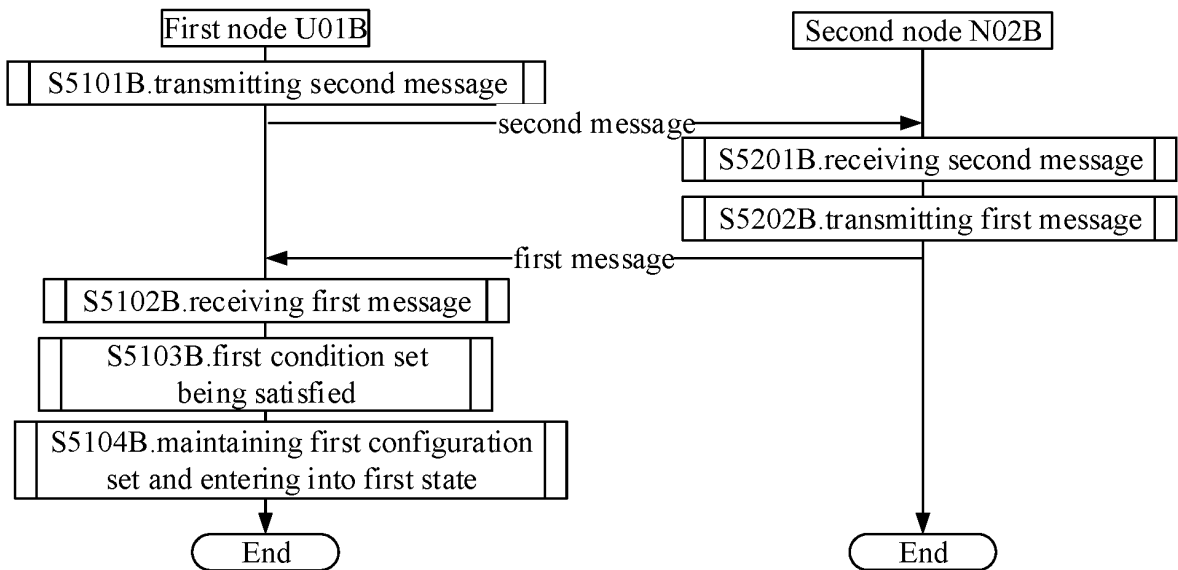 First node U01B
Second node N02B
S5101B.transmitting second message
second message
S5201B.receiving second message
S5202B.transmitting first message
first message
S5102B.receiving first message
S5103B.first condition set
being satisfied
S5104B.maintaining first configuration
set and entering into first state
End
End